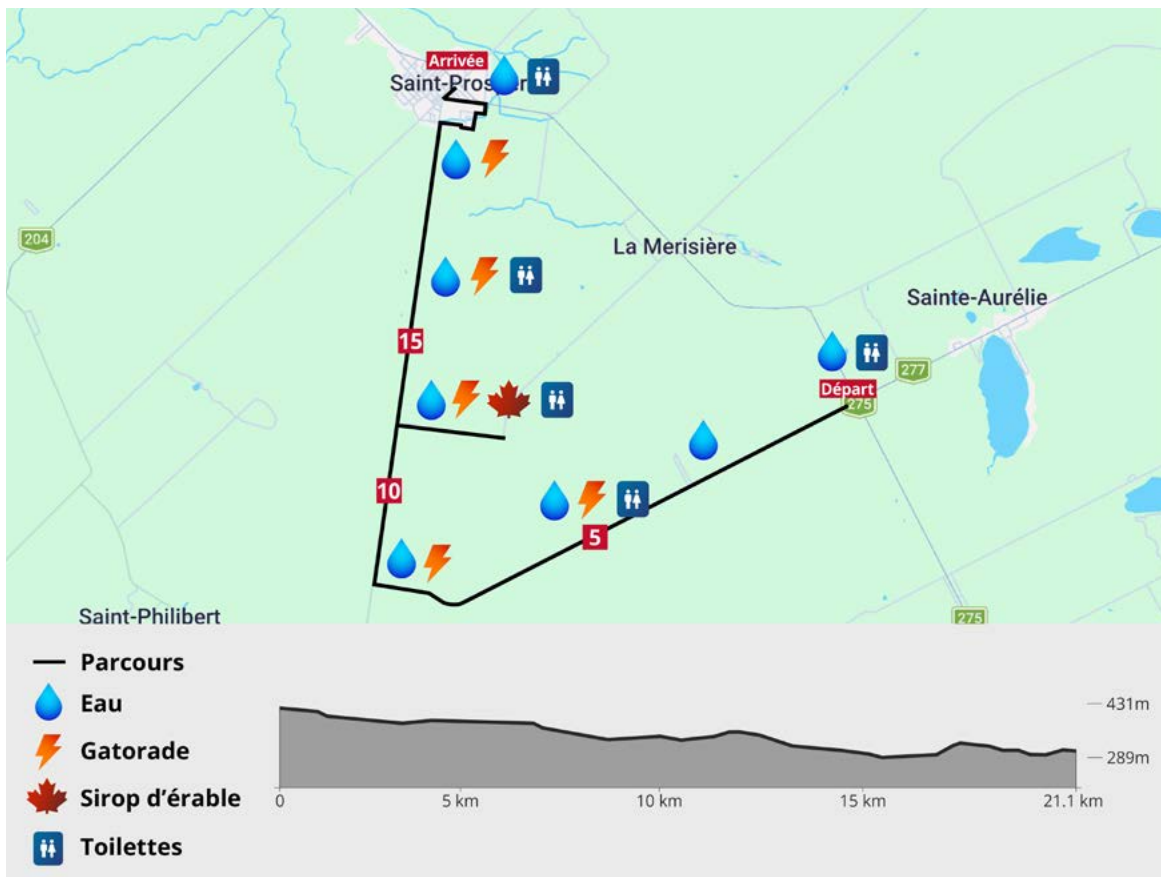 Arrivée
Saint-Prosper
204
La Merisière
Sainte-Aurélie
15
277
Départ
275
10
5
Saint-Philibert
275
Parcours
Eau
Gatorade
Sirop d'érable
Toilettes
431m
289m
0
5 km
10 km
15 km
21.1 km